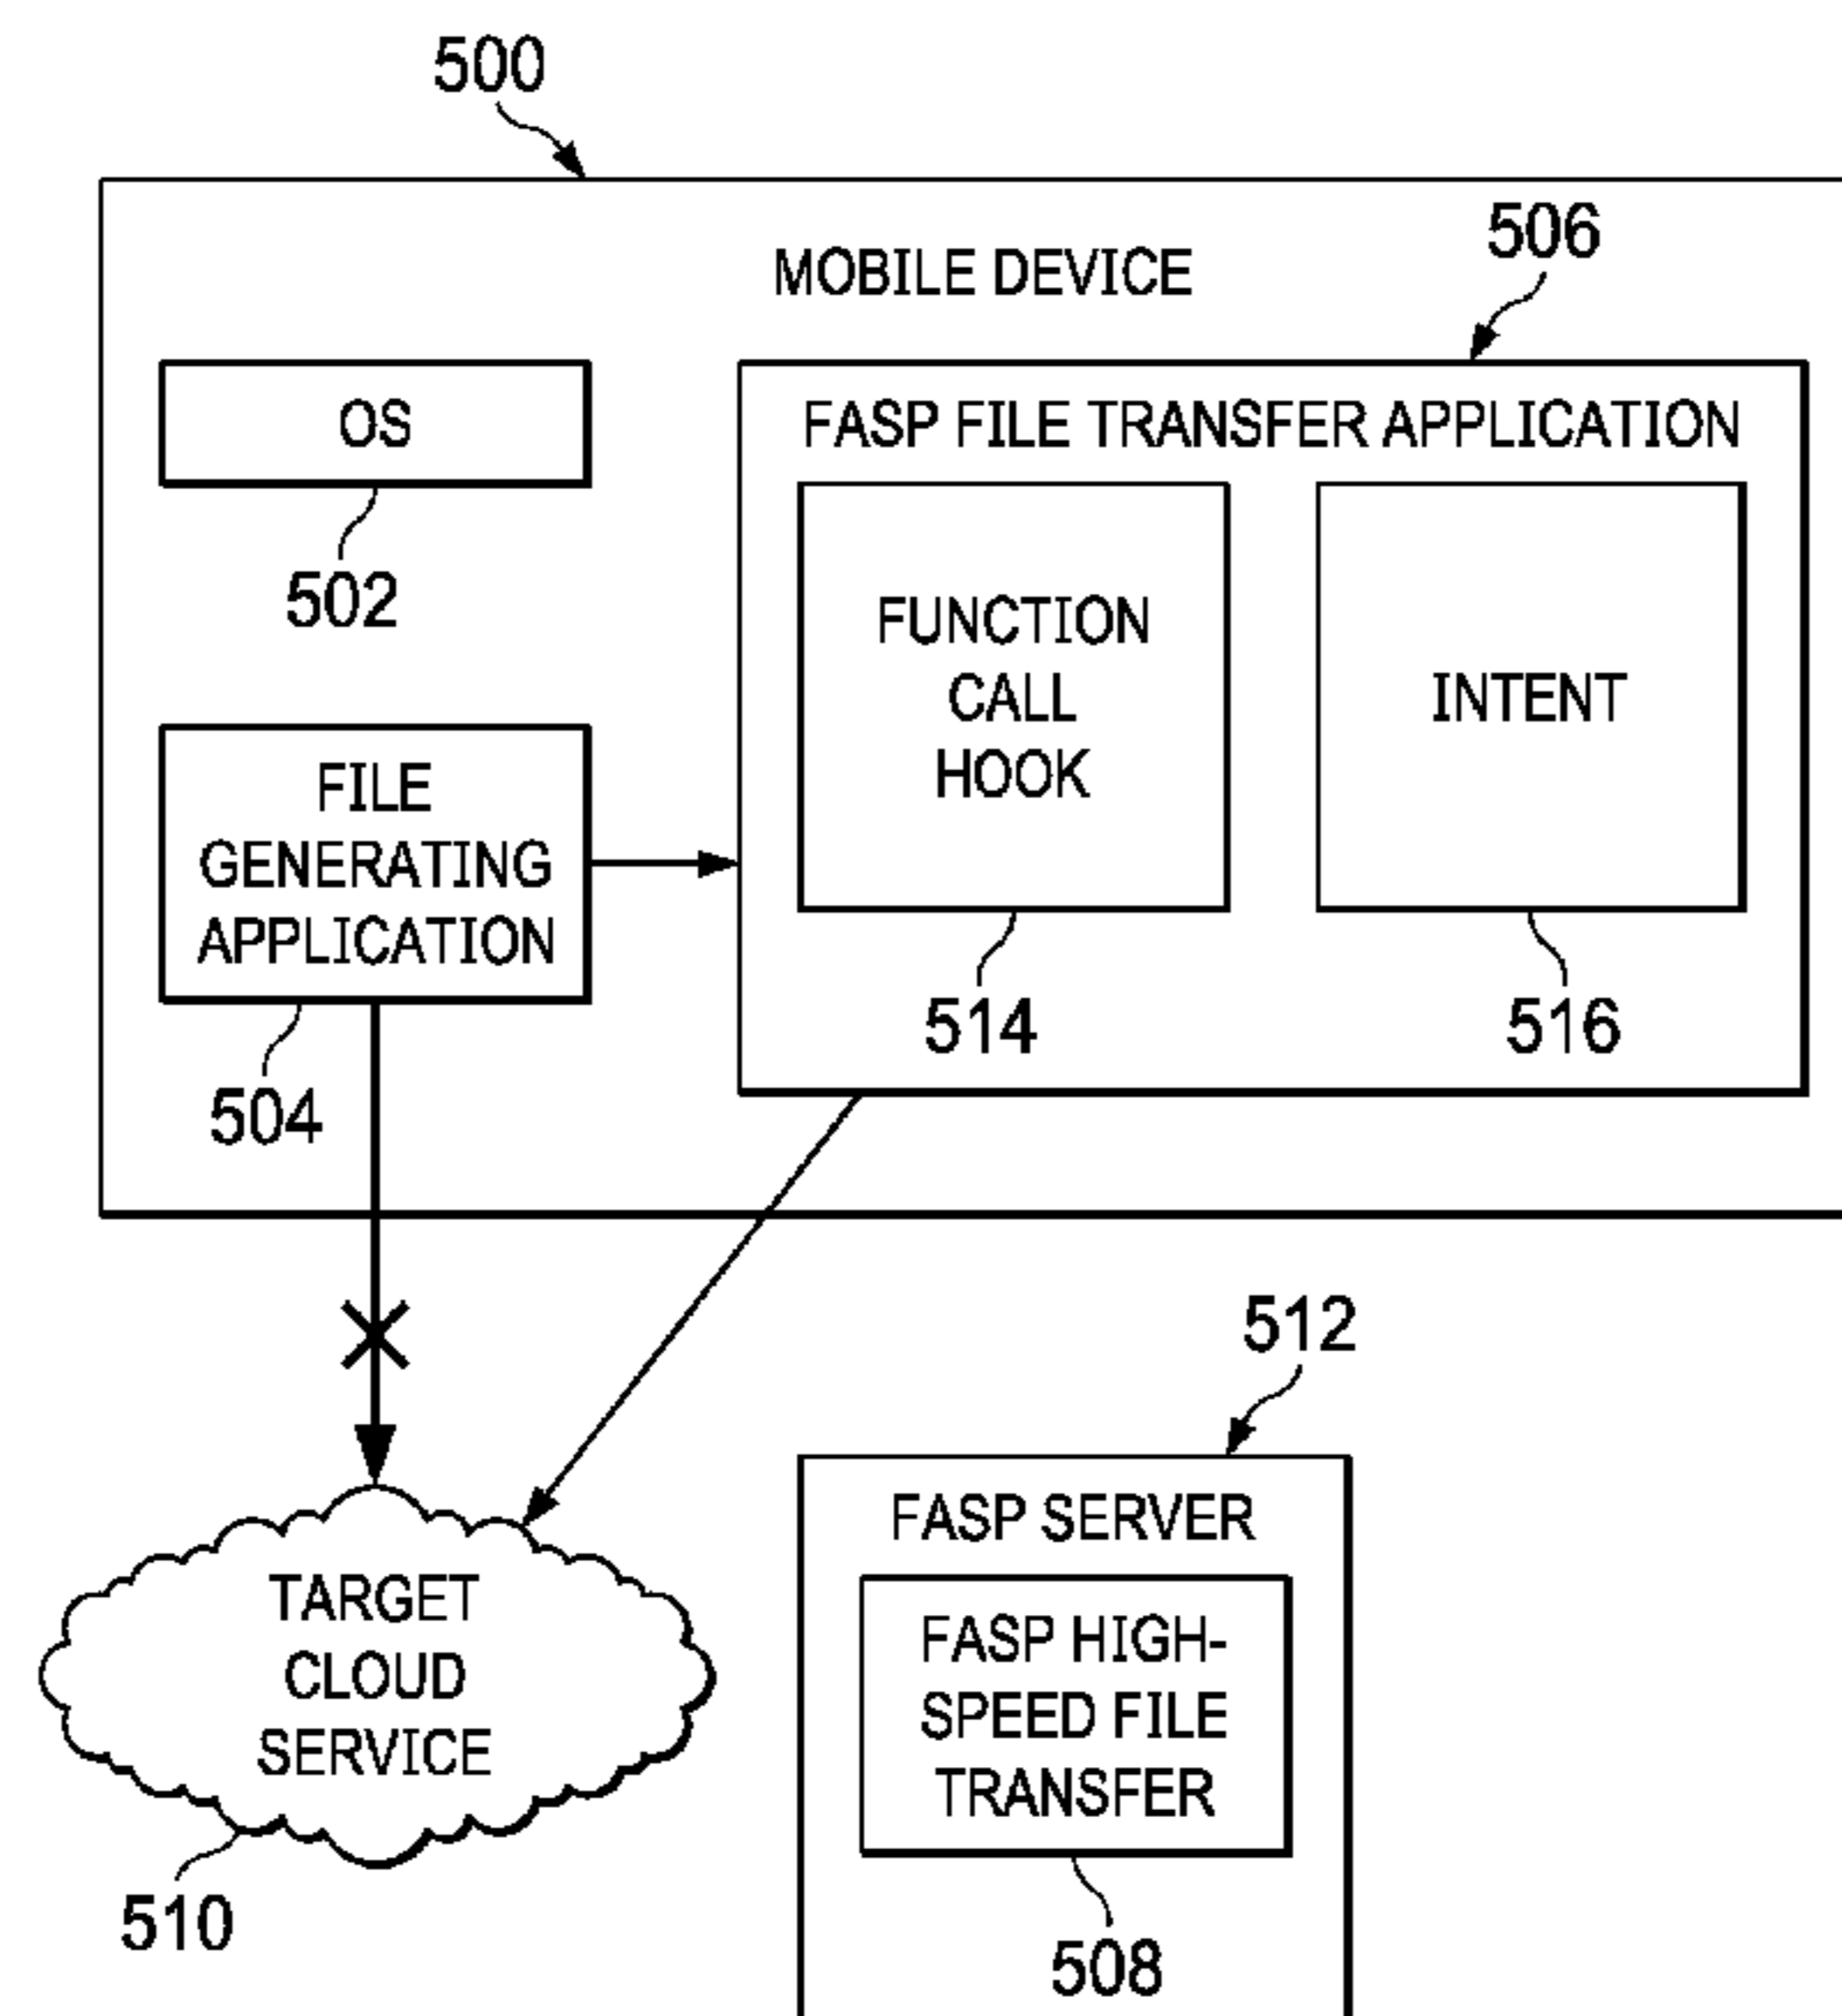 500
MOBILE DEVICE
506
OS
502
FASP FILE TRANSFER APPLICATION
FUNCTION
CALL
HOOK
514
INTENT
516
FILE
GENERATING
APPLICATION
504
512
TARGET
CLOUD
SERVICE
510
FASP SERVER
FASP HIGH-
SPEED FILE
TRANSFER
508